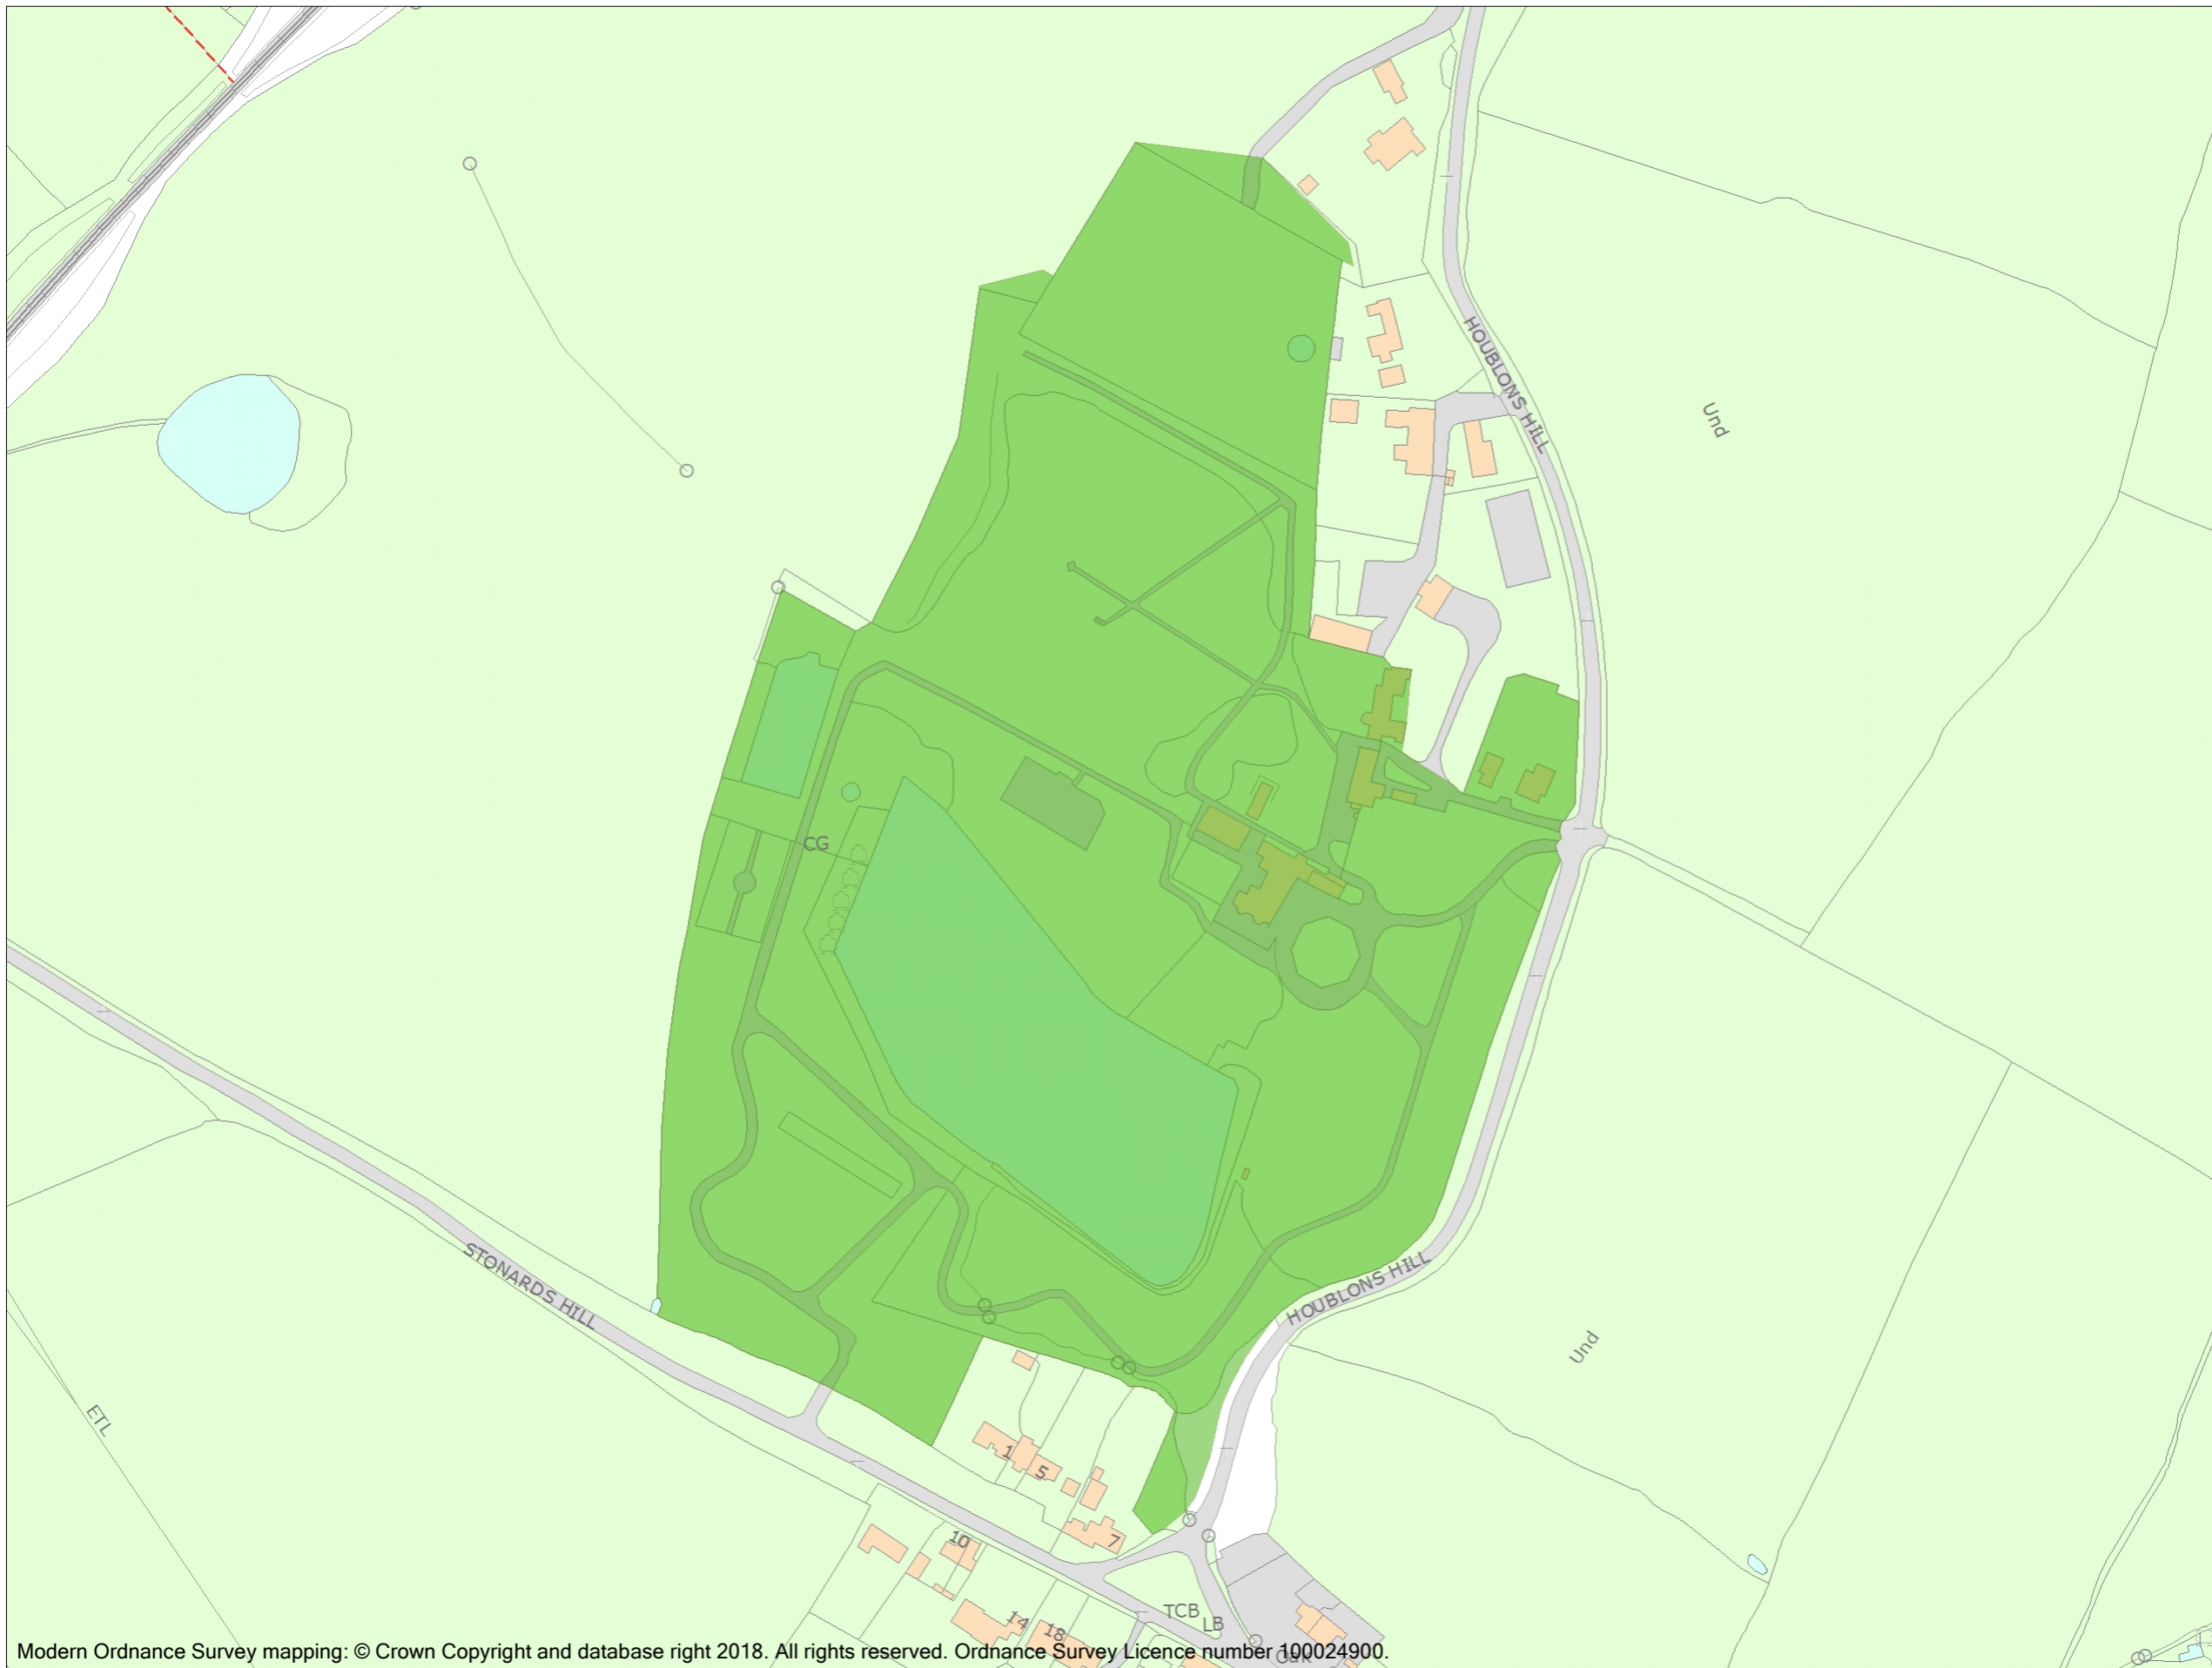 HOUBLONS HILL
Und
CG
STONARDS HILL
HOUBLONS HILL
Und
ETL
1
5
7
10
14
18
TCB
LB
Oak
Modern Ordnance Survey mapping: © Crown Copyright and database right 2018. All rights reserved. Ordnance Survey Licence number 100024900.